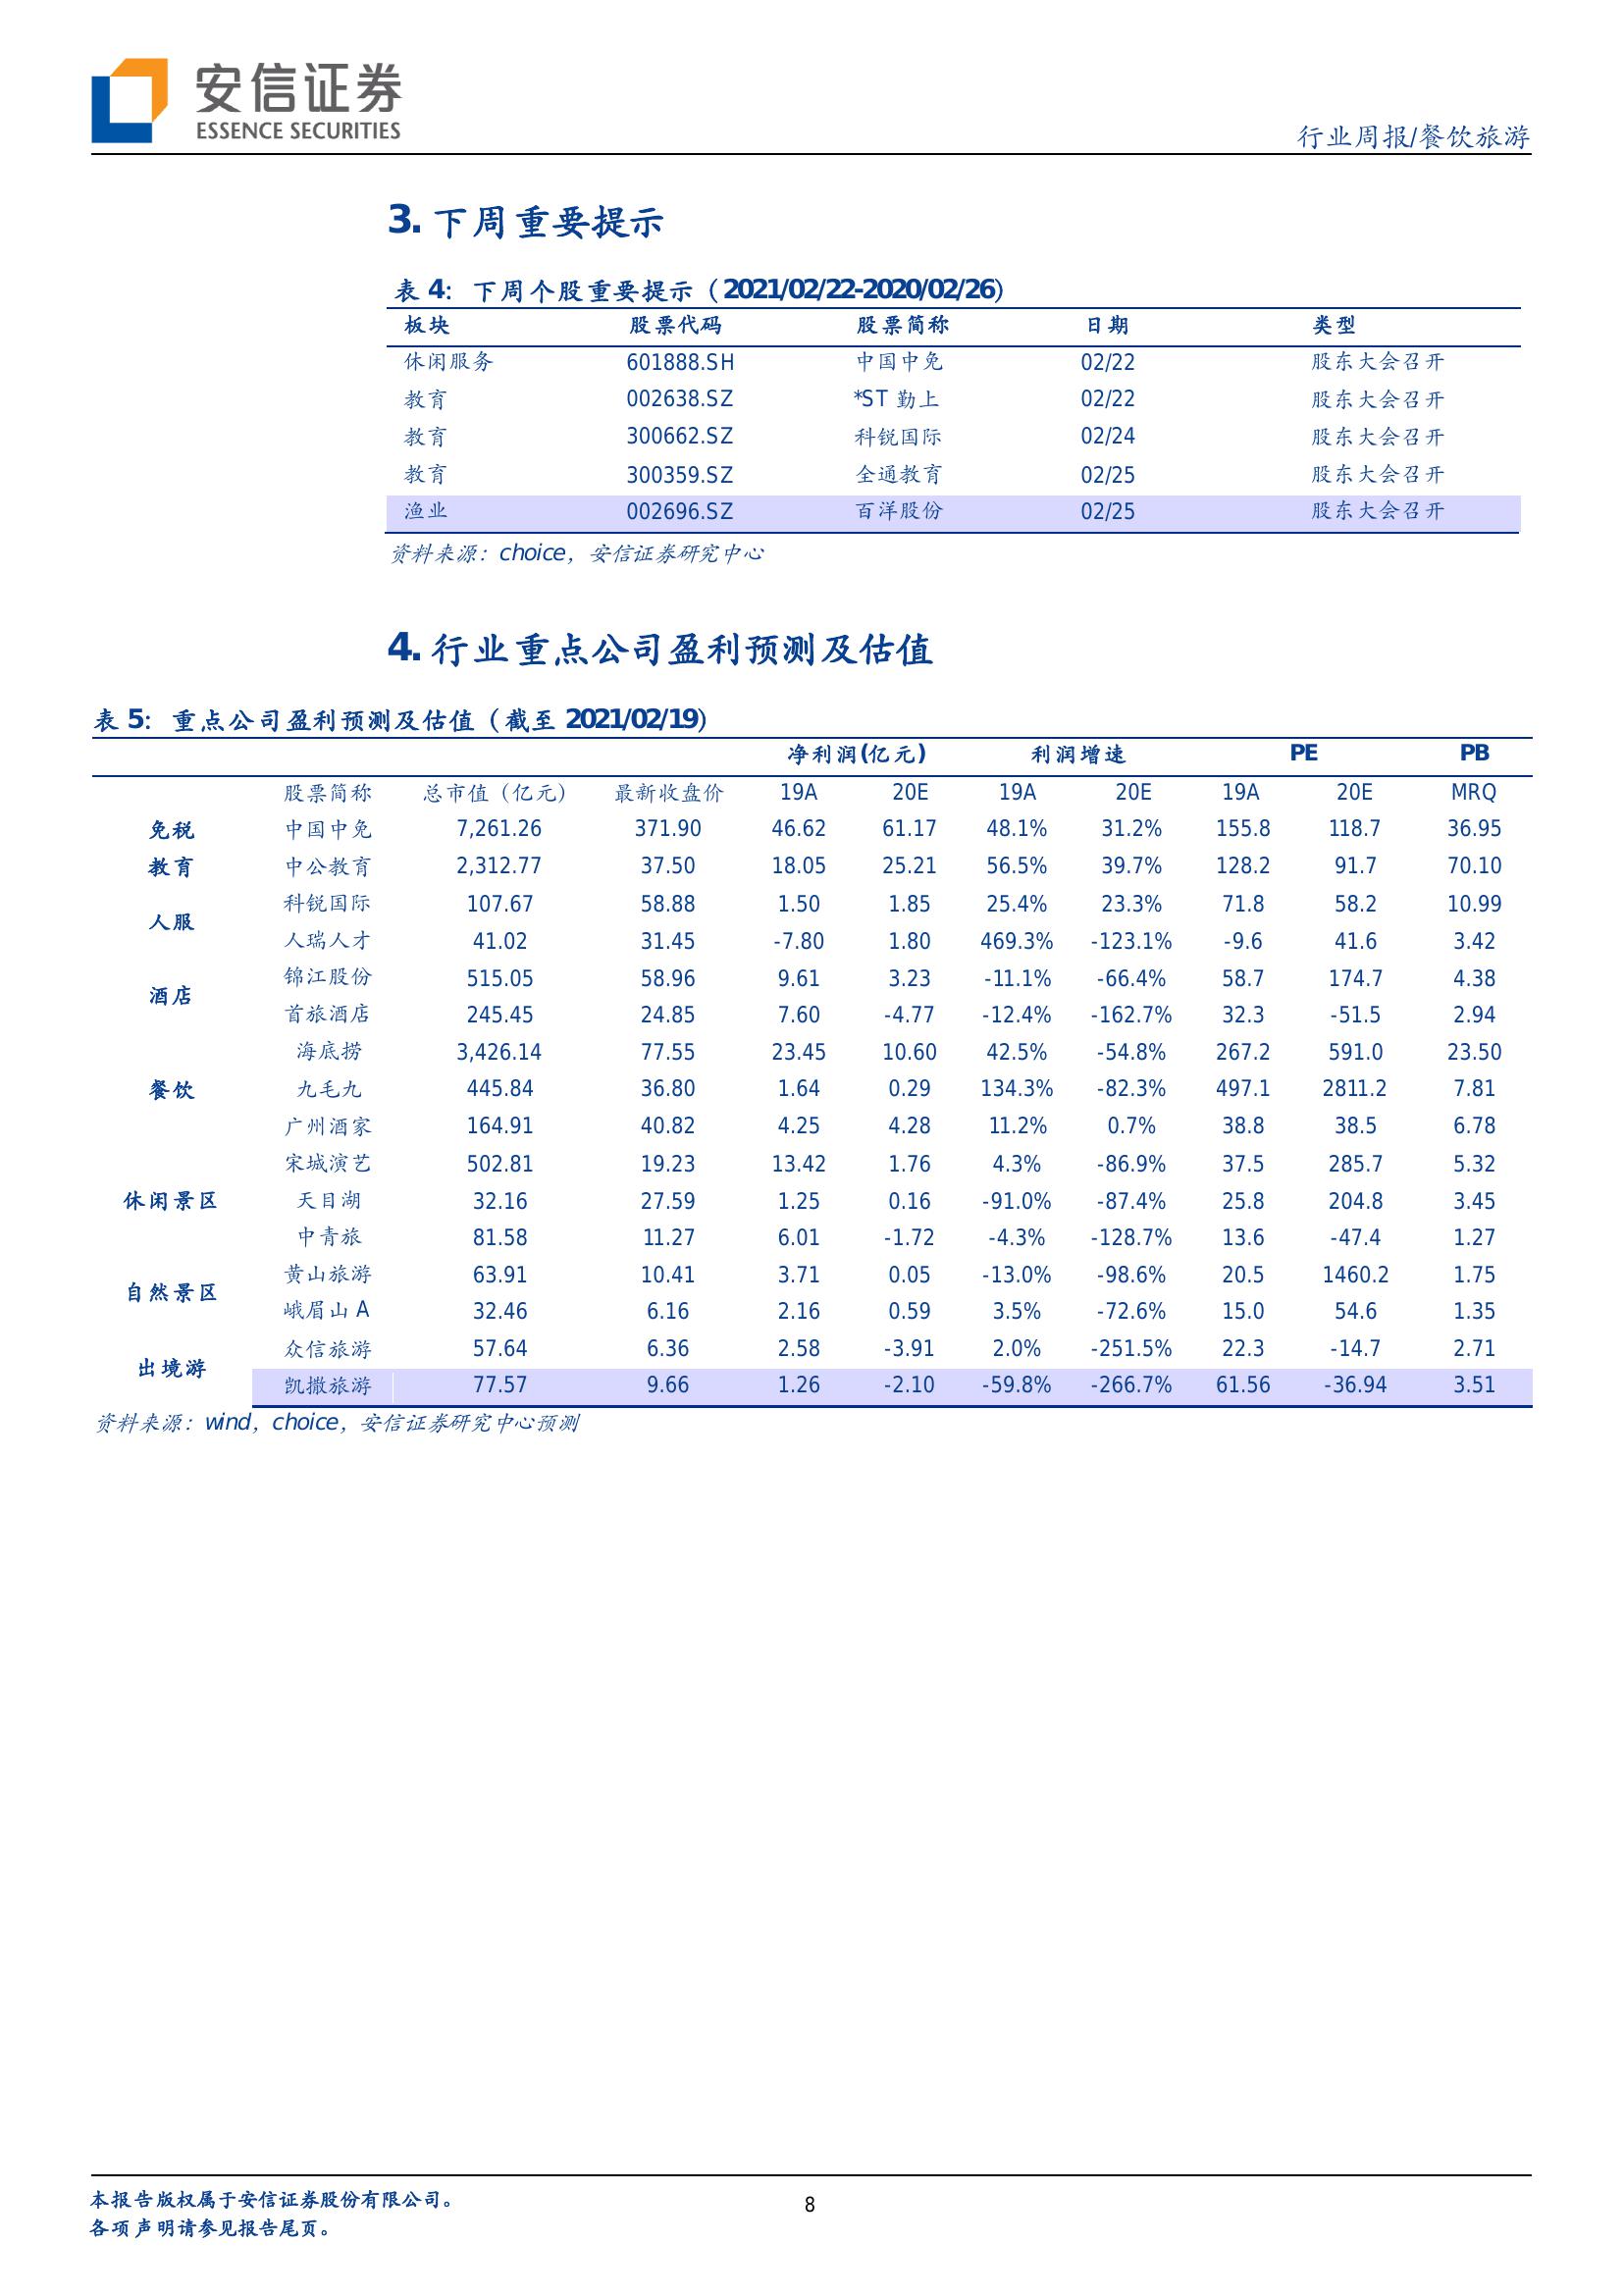 安信证券
ESSENCE SECURITIES
行业周报/餐饮旅游
3. 下周重要提示
表 4: 下周个股重要提示（2021/02/22-2020/02/26）
板块 股票代码 股票简称 日期 类型
休闲服务 601888.SH 中国中免 02/22 股东大会召开
教育 002638.SZ *ST 勤上 02/22 股东大会召开
教育 300662.SZ 科锐国际 02/24 股东大会召开
教育 300359.SZ 全通教育 02/25 股东大会召开
渔业 002696.SZ 百洋股份 02/25 股东大会召开
资料来源：choice，安信证券研究中心
4. 行业重点公司盈利预测及估值
表 5: 重点公司盈利预测及估值（截至 2021/02/19）
净利润(亿元) 利润增速 PE PB
股票简称 总市值（亿元） 最新收盘价 19A 20E 19A 20E 19A 20E MRQ
免税 中国中免 7,261.26 371.90 46.62 61.17 48.1% 31.2% 155.8 118.7 36.95
教育 中公教育 2,312.77 37.50 18.05 25.21 56.5% 39.7% 128.2 91.7 70.10
人服 科锐国际 107.67 58.88 1.50 1.85 25.4% 23.3% 71.8 58.2 10.99
人瑞人才 41.02 31.45 -7.80 1.80 469.3% -123.1% -9.6 41.6 3.42
酒店 锦江股份 515.05 58.96 9.61 3.23 -11.1% -66.4% 58.7 174.7 4.38
首旅酒店 245.45 24.85 7.60 -4.77 -12.4% -162.7% 32.3 -51.5 2.94
海底捞 3,426.14 77.55 23.45 10.60 42.5% -54.8% 267.2 591.0 23.50
餐饮 九毛九 445.84 36.80 1.64 0.29 134.3% -82.3% 497.1 2811.2 7.81
广州酒家 164.91 40.82 4.25 4.28 11.2% 0.7% 38.8 38.5 6.78
宋城演艺 502.81 19.23 13.42 1.76 4.3% -86.9% 37.5 285.7 5.32
休闲景区 天目湖 32.16 27.59 1.25 0.16 -91.0% -87.4% 25.8 204.8 3.45
中青旅 81.58 11.27 6.01 -1.72 -4.3% -128.7% 13.6 -47.4 1.27
自然景区 黄山旅游 63.91 10.41 3.71 0.05 -13.0% -98.6% 20.5 1460.2 1.75
峨眉山 A 32.46 6.16 2.16 0.59 3.5% -72.6% 15.0 54.6 1.35
出境游 众信旅游 57.64 6.36 2.58 -3.91 2.0% -251.5% 22.3 -14.7 2.71
凯撒旅游 77.57 9.66 1.26 -2.10 -59.8% -266.7% 61.56 -36.94 3.51
资料来源：wind，choice，安信证券研究中心预测
本报告版权属于安信证券股份有限公司。
各项声明请参见报告尾页。
8